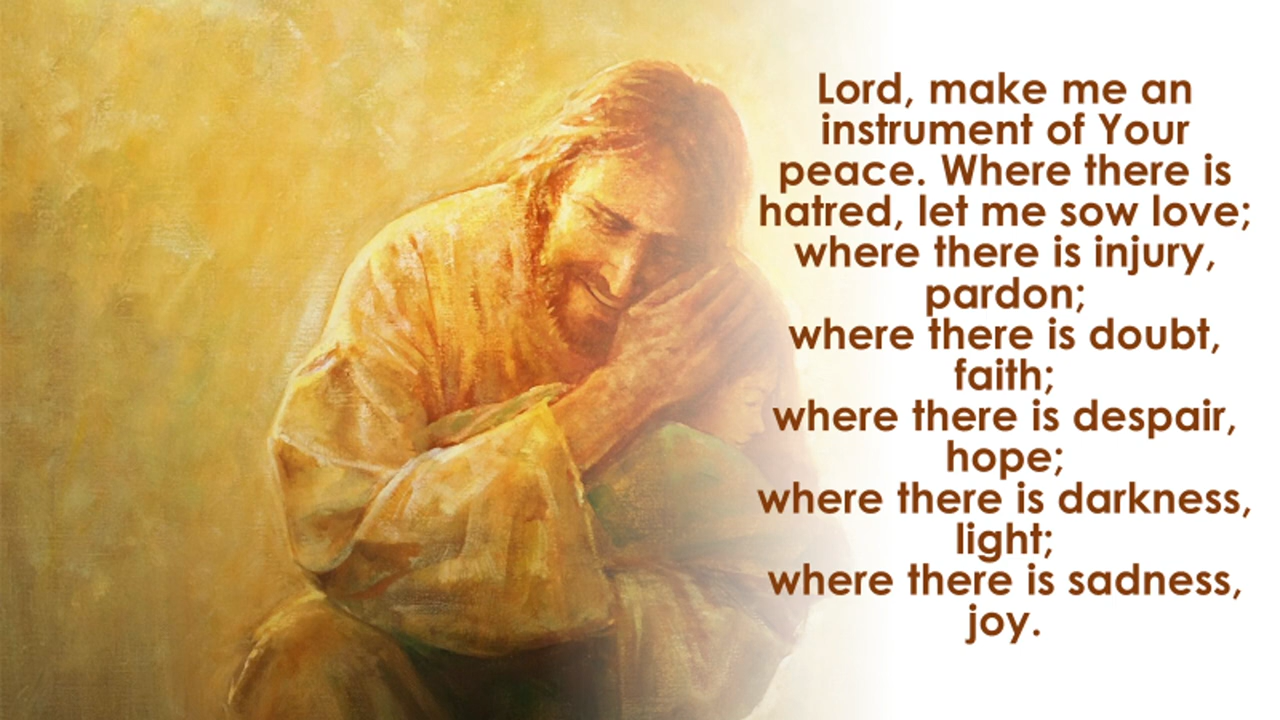 Lord, make me an
instrument of Your
peace. Where there is
hatred, let me sow love;
where there is injury,
pardon;
where there is doubt,
faith;
where there is despair,
hope;
where there is darkness,
light;
where there is sadness,
joy.